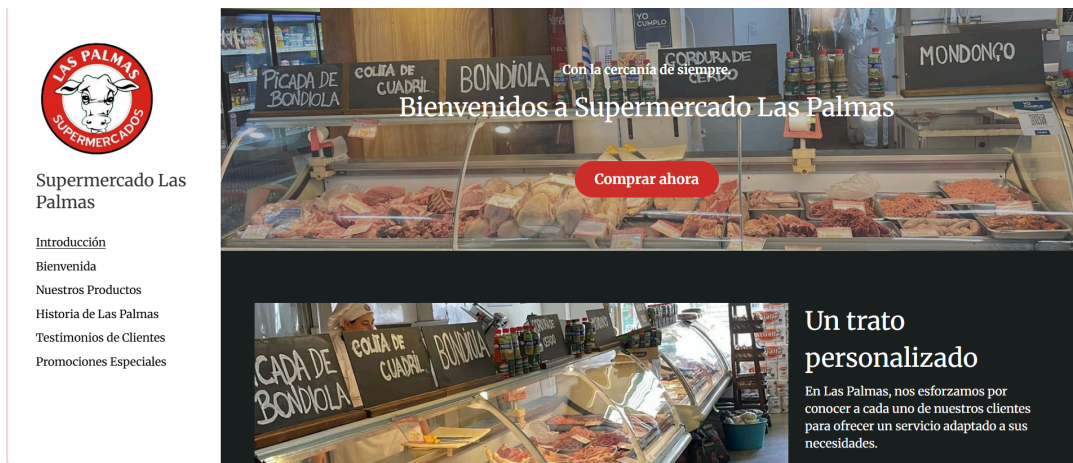 LAS PALMAS
SUPERMERCADOS
Supermercado Las
Palmas
Introducción
Bienvenida
Nuestros Productos
Historia de Las Palmas
Testimonios de Clientes
Promociones Especiales
YO
CUMPLO
PICADA DE
BONDIOLA
COLITA DE
CUADRIL
BONDIOLA
CORDURA DE
CERDO
MONDONGO
Con la cercanía de siempre.
Bienvenidos a Supermercado Las Palmas
YO
CUMPLO
Comprar ahora
CADA DE
BONDIOLA
COLITA DE
CUADRIL
BONDIOLA
CERDO
Un trato
personalizado
En Las Palmas, nos esforzamos por
conocer a cada uno de nuestros clientes
para ofrecer un servicio adaptado a sus
necesidades.